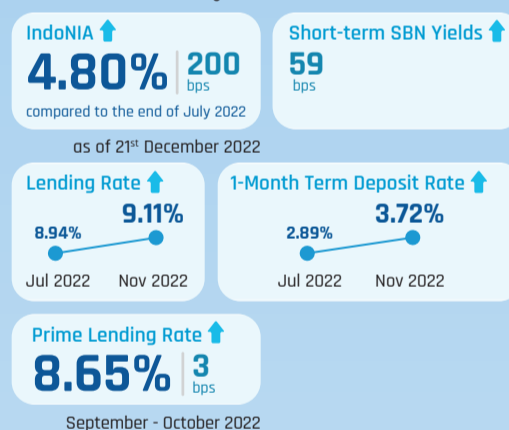 IndoNIA
4.80% 200
bps
compared to the end of July 2022
Short-term SBN Yields
59
bps
as of 21st December 2022
Lending Rate
9.11%
8.94%
Jul 2022 Nov 2022
1-Month Term Deposit Rate
3.72%
2.89%
Jul 2022 Nov 2022
Prime Lending Rate
8.65% 3
bps
September - October 2022